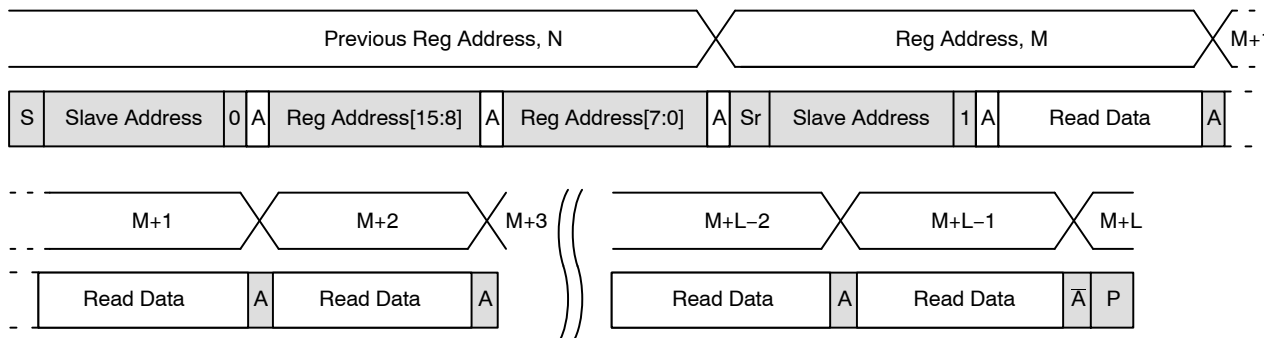 Previous Reg Address, N Reg Address, M M+1
S Slave Address 0 A Reg Address[15:8] A Reg Address[7:0] A Sr Slave Address 1 A Read Data A
M+1 M+2 M+3 M+L−2 M+L−1 M+L
Read Data A Read Data A Read Data A Read Data A̅ P